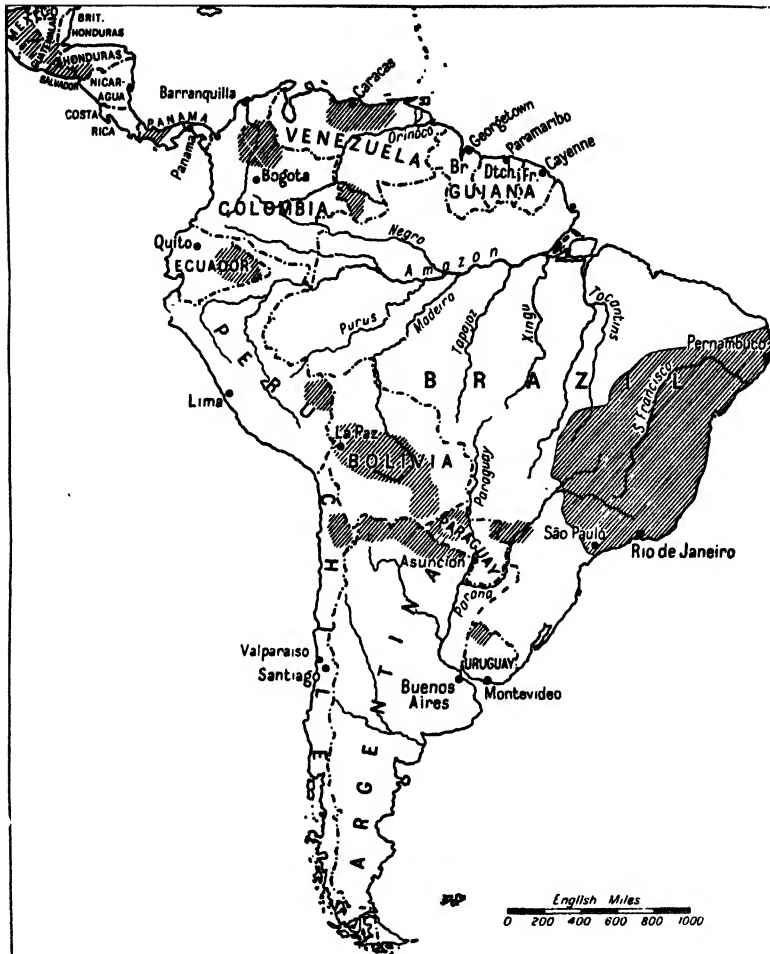 MEXICO
GUATEMALA
BRIT.
HONDURAS
HONDURAS
SALVADOR
NICAR-
AGUA
COSTA
RICA
PANAMA
Panama
Barranquilla
Caracas
VENEZUELA
Orinoco
Georgetown
Paramaribo
Cayenne
Br.
Dtch.
Fr.
GUIANA
Bogota
COLOMBIA
Quito
ECUADOR
Negro
Amazon
Purus
Madeira
Tapajoz
Xingu
Tocantins
Pernambuco
S. Francisco
PERU
BRAZIL
Lima
La Paz
BOLIVIA
Paraguay
PARAGUAY
São Paulo
Rio de Janeiro
Asuncion
Parana
CHILE
Valparaiso
Santiago
URUGUAY
Buenos
Aires
Montevideo
ARGENTINA
English Miles
0 200 400 600 800 1000